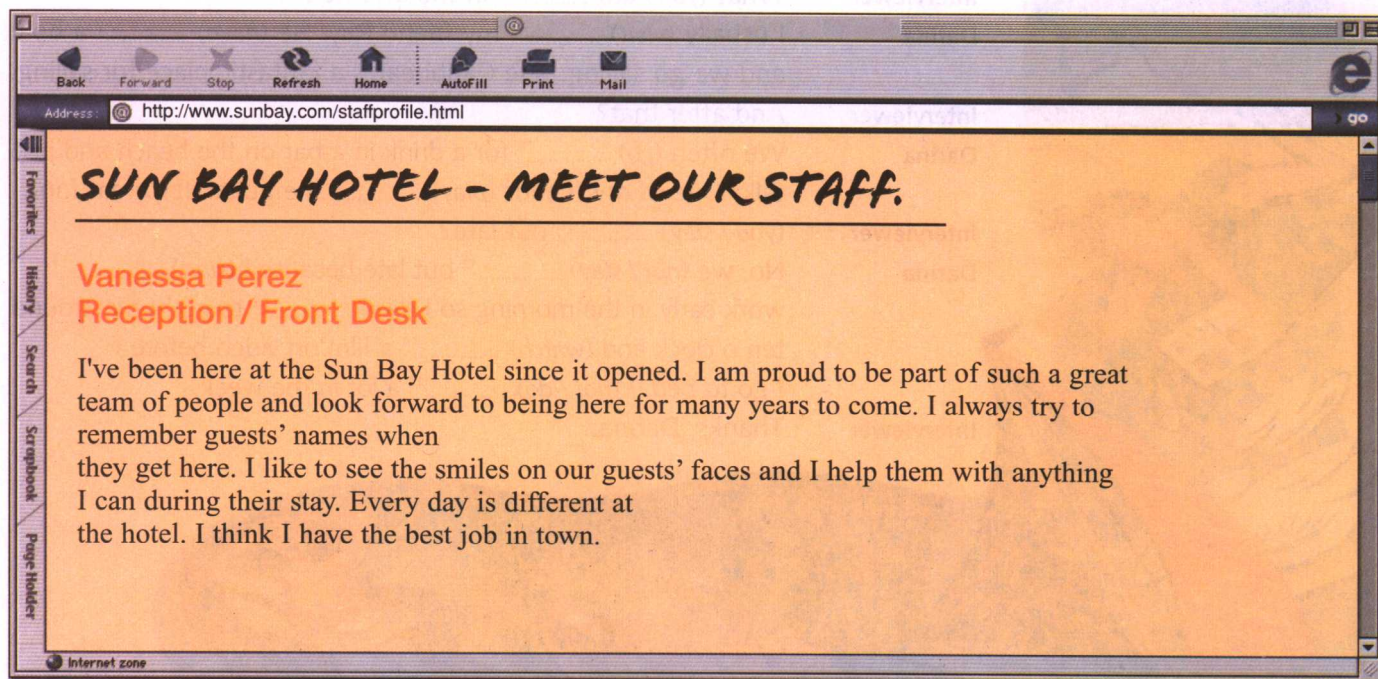 @
Back Forward Stop Refresh Home AutoFill Print Mail
Address: @ http://www.sunbay.com/staffprofile.html go
Favorites
History
Search
Scrapbook
Page Holder
SUN BAY HOTEL – MEET OUR STAFF.
Vanessa Perez
Reception / Front Desk
I've been here at the Sun Bay Hotel since it opened. I am proud to be part of such a great
team of people and look forward to being here for many years to come. I always try to
remember guests’ names when
they get here. I like to see the smiles on our guests’ faces and I help them with anything
I can during their stay. Every day is different at
the hotel. I think I have the best job in town.
Internet zone